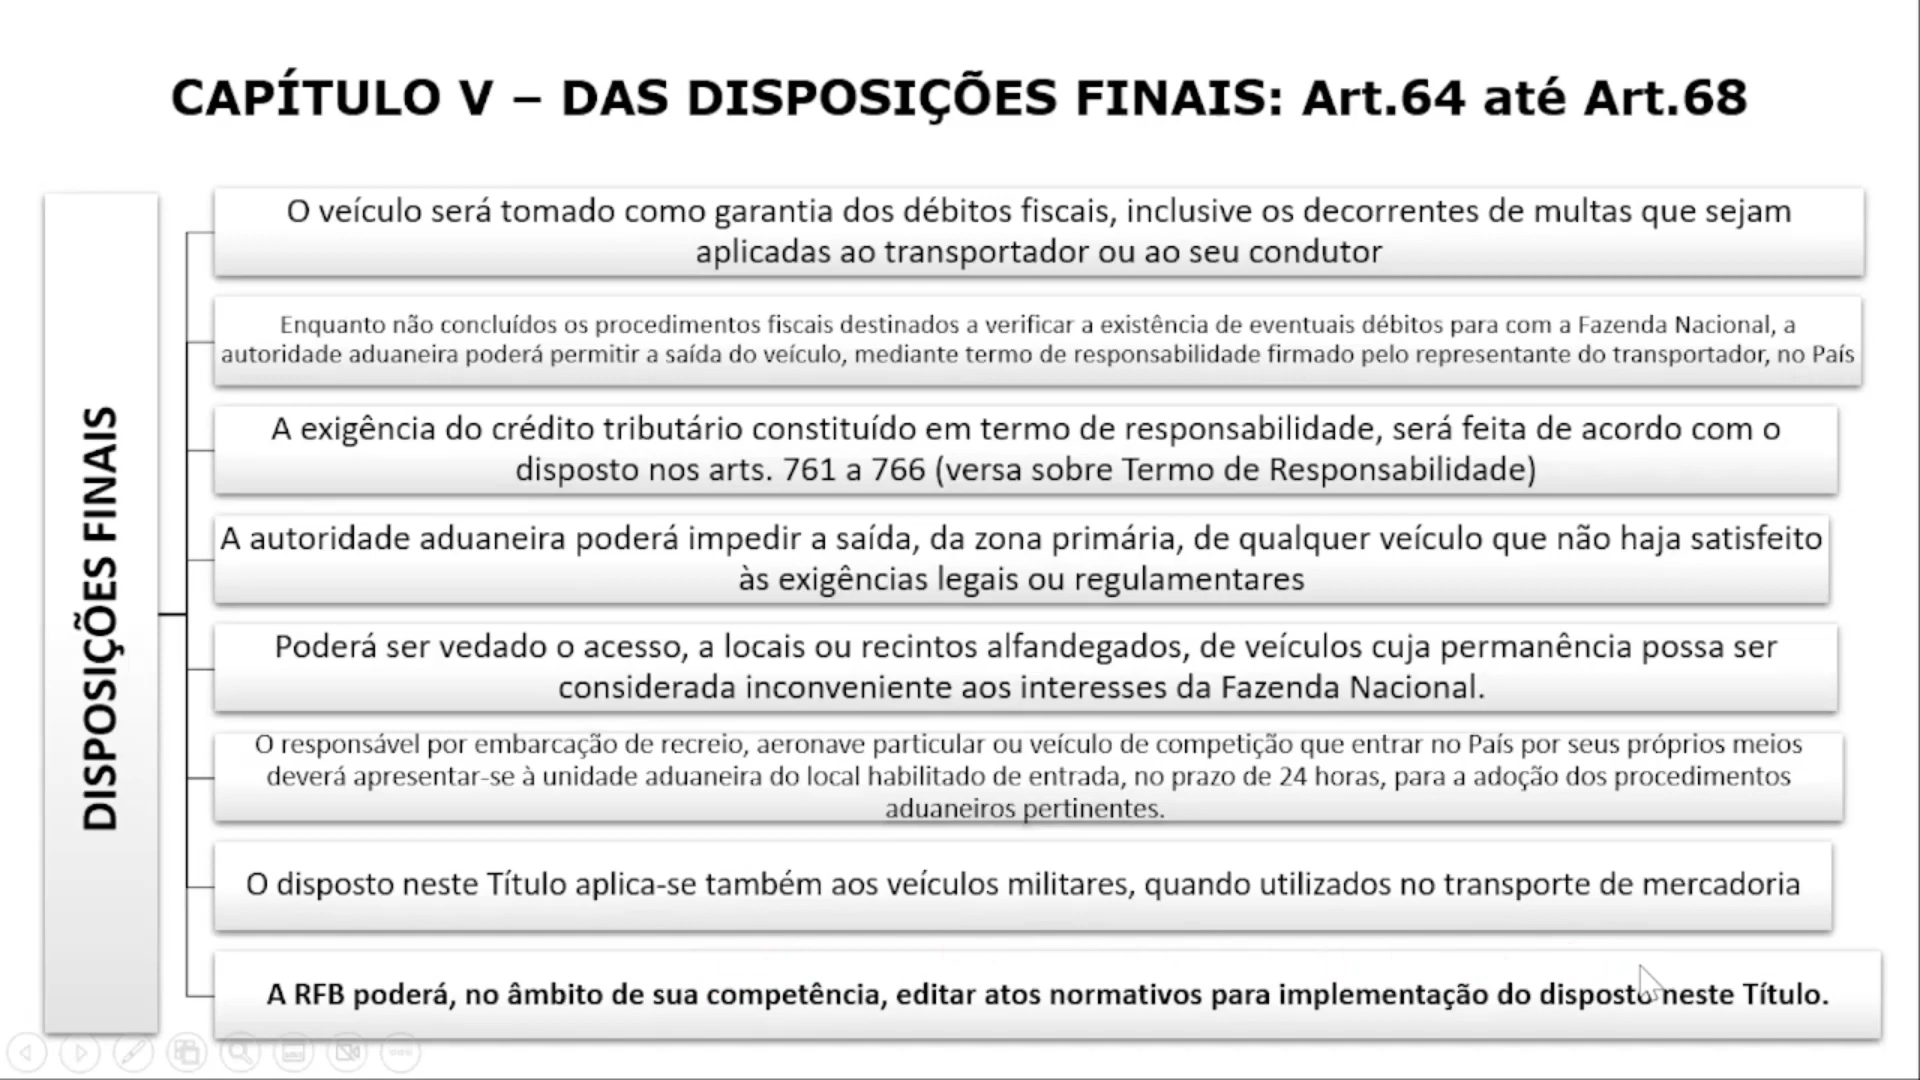 CAPÍTULO V – DAS DISPOSIÇÕES FINAIS: Art.64 até Art.68
DISPOSIÇÕES FINAIS
O veículo será tomado como garantia dos débitos fiscais, inclusive os decorrentes de multas que sejam
aplicadas ao transportador ou ao seu condutor
Enquanto não concluídos os procedimentos fiscais destinados a verificar a existência de eventuais débitos para com a Fazenda Nacional, a
autoridade aduaneira poderá permitir a saída do veículo, mediante termo de responsabilidade firmado pelo representante do transportador, no País
A exigência do crédito tributário constituído em termo de responsabilidade, será feita de acordo com o
disposto nos arts. 761 a 766 (versa sobre Termo de Responsabilidade)
A autoridade aduaneira poderá impedir a saída, da zona primária, de qualquer veículo que não haja satisfeito
às exigências legais ou regulamentares
Poderá ser vedado o acesso, a locais ou recintos alfandegados, de veículos cuja permanência possa ser
considerada inconveniente aos interesses da Fazenda Nacional.
O responsável por embarcação de recreio, aeronave particular ou veículo de competição que entrar no País por seus próprios meios
deverá apresentar-se à unidade aduaneira do local habilitado de entrada, no prazo de 24 horas, para a adoção dos procedimentos
aduaneiros pertinentes.
O disposto neste Título aplica-se também aos veículos militares, quando utilizados no transporte de mercadoria
A RFB poderá, no âmbito de sua competência, editar atos normativos para implementação do disposto neste Título.